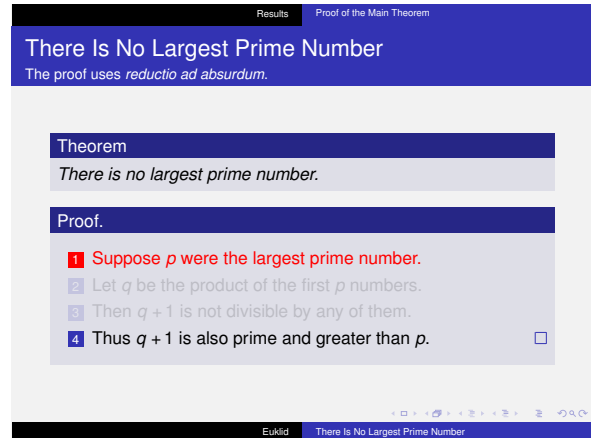 Results Proof of the Main Theorem
There Is No Largest Prime Number
The proof uses reductio ad absurdum.
Theorem
There is no largest prime number.
Proof.
1 Suppose p were the largest prime number.
2 Let q be the product of the first p numbers.
3 Then q + 1 is not divisible by any of them.
4 Thus q + 1 is also prime and greater than p.
Euklid There Is No Largest Prime Number